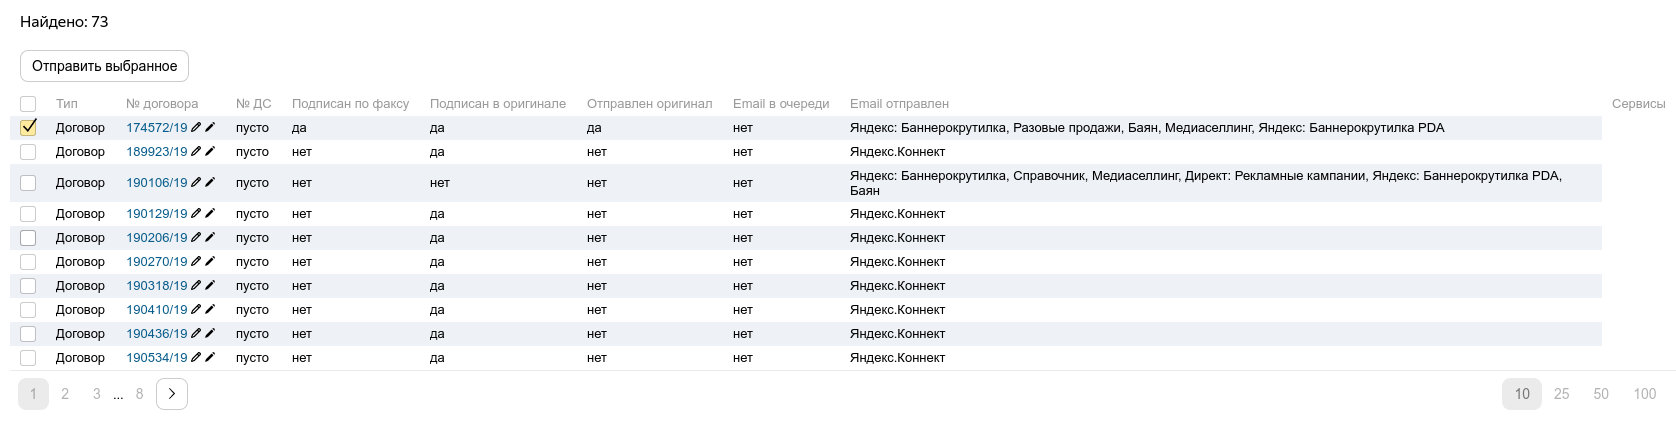 Найдено: 73
Отправить выбранное
Тип № договора № ДС Подписан по факсу Подписан в оригинале Отправлен оригинал Email в очереди Email отправлен Сервисы
Договор 174572/19 пусто да да да нет Яндекс: Баннерокрутилка, Разовые продажи, Баян, Медиаселлинг, Яндекс: Баннерокрутилка PDA
Договор 189923/19 пусто нет да нет нет Яндекс.Коннект
Договор 190106/19 пусто нет нет нет нет Яндекс: Баннерокрутилка, Справочник, Медиаселлинг, Директ: Рекламные кампании, Яндекс: Баннерокрутилка PDA,
Баян
Договор 190129/19 пусто нет да нет нет Яндекс.Коннект
Договор 190206/19 пусто нет да нет нет Яндекс.Коннект
Договор 190270/19 пусто нет да нет нет Яндекс.Коннект
Договор 190318/19 пусто нет да нет нет Яндекс.Коннект
Договор 190410/19 пусто нет да нет нет Яндекс.Коннект
Договор 190436/19 пусто нет да нет нет Яндекс.Коннект
Договор 190534/19 пусто нет да нет нет Яндекс.Коннект
1 2 3 ... 8 10 25 50 100